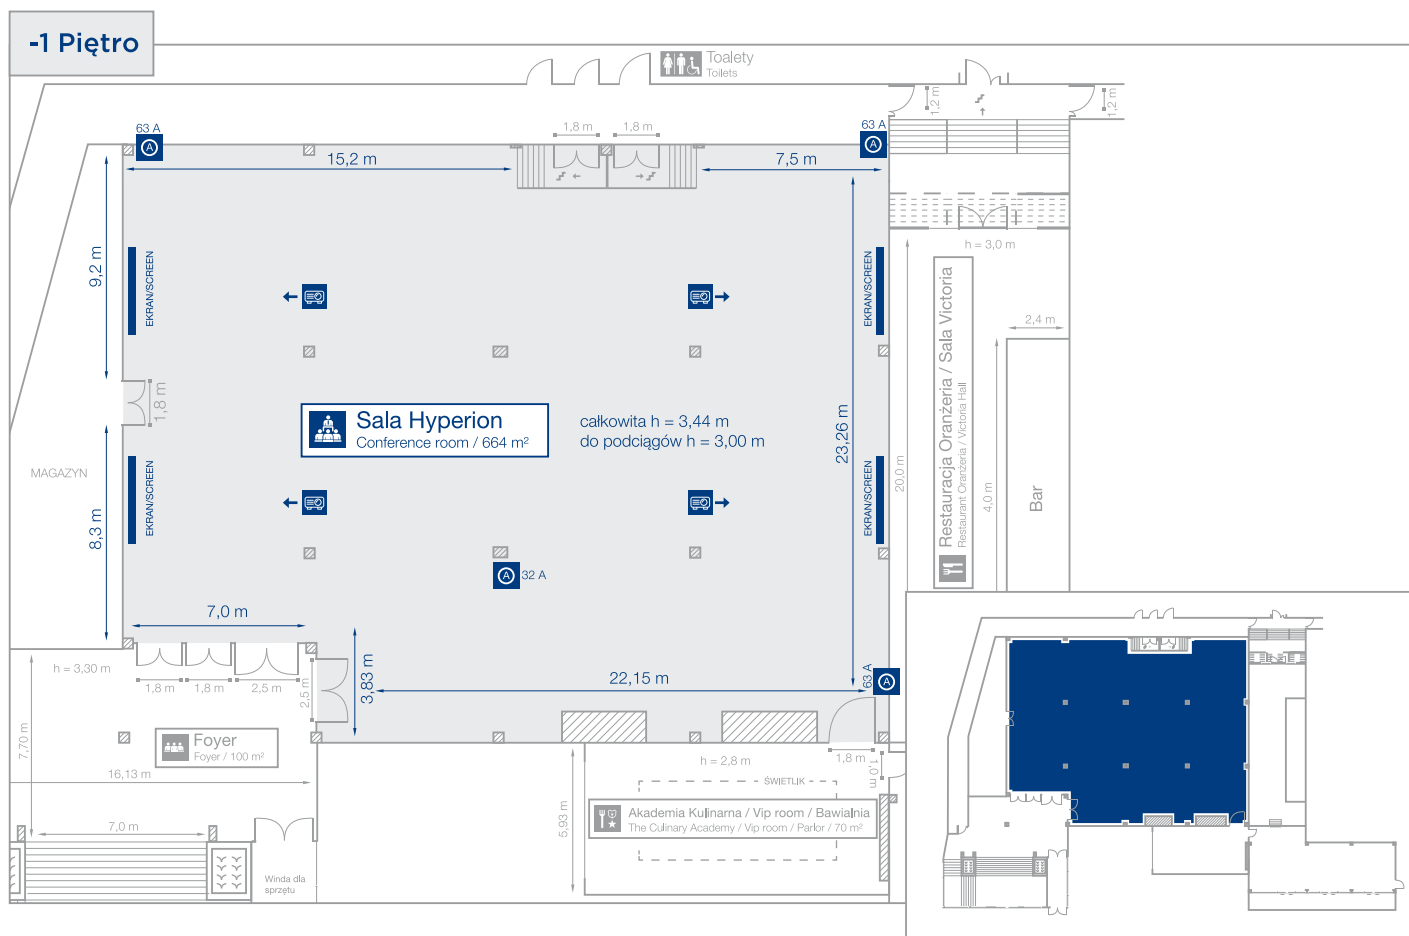 -1 Piętro
Toalety
Toilets
1,2 m
1,2 m
63 A
A
1,8 m
1,8 m
63 A
A
15,2 m
7,5 m
9,2 m
EKRAN/SCREEN
EKRAN/SCREEN
h = 3,0 m
2,4 m
1,8 m
Sala Hyperion
Conference room / 664 m²
całkowita h = 3,44 m
do podciągów h = 3,00 m
23,26 m
20,0 m
Restauracja Oranżeria / Sala Victoria
Restaurant Oranżeria / Victoria Hall
4,0 m
Bar
MAGAZYN
8,3 m
EKRAN/SCREEN
EKRAN/SCREEN
A
32 A
7,0 m
h = 3,30 m
1,8 m
1,8 m
2,5 m
2,5 m
3,83 m
22,15 m
63 A
A
7,70 m
Foyer
Foyer / 100 m²
16,13 m
7,0 m
Winda dla
sprzętu
5,93 m
h = 2,8 m
1,8 m
1,0 m
ŚWIETLIK
Akademia Kulinarna / Vip room / Bawialnia
The Culinary Academy / Vip room / Parlor / 70 m²